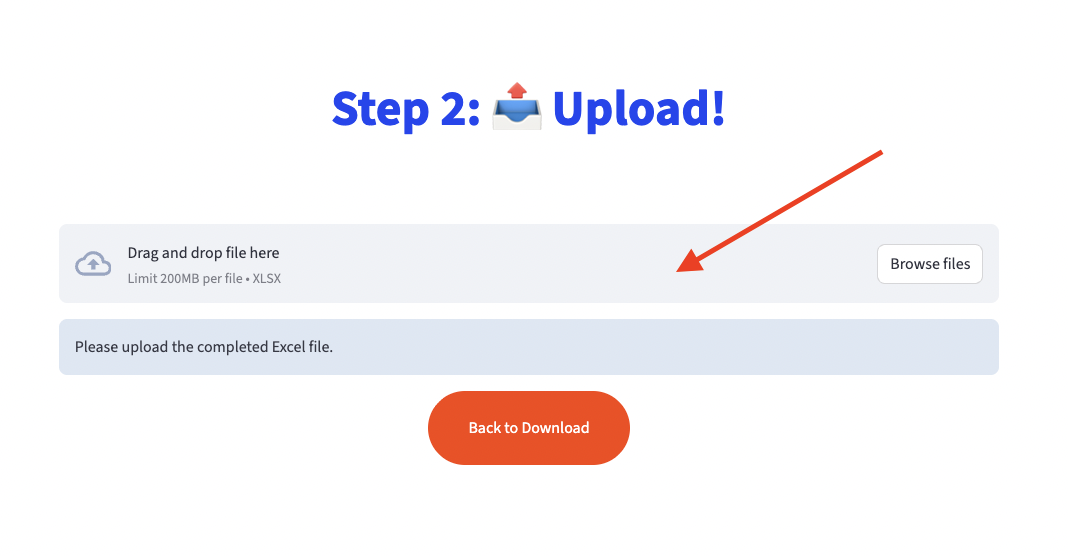 Step 2: 📤 Upload!
Drag and drop file here
Limit 200MB per file • XLSX
Browse files
Please upload the completed Excel file.
Back to Download